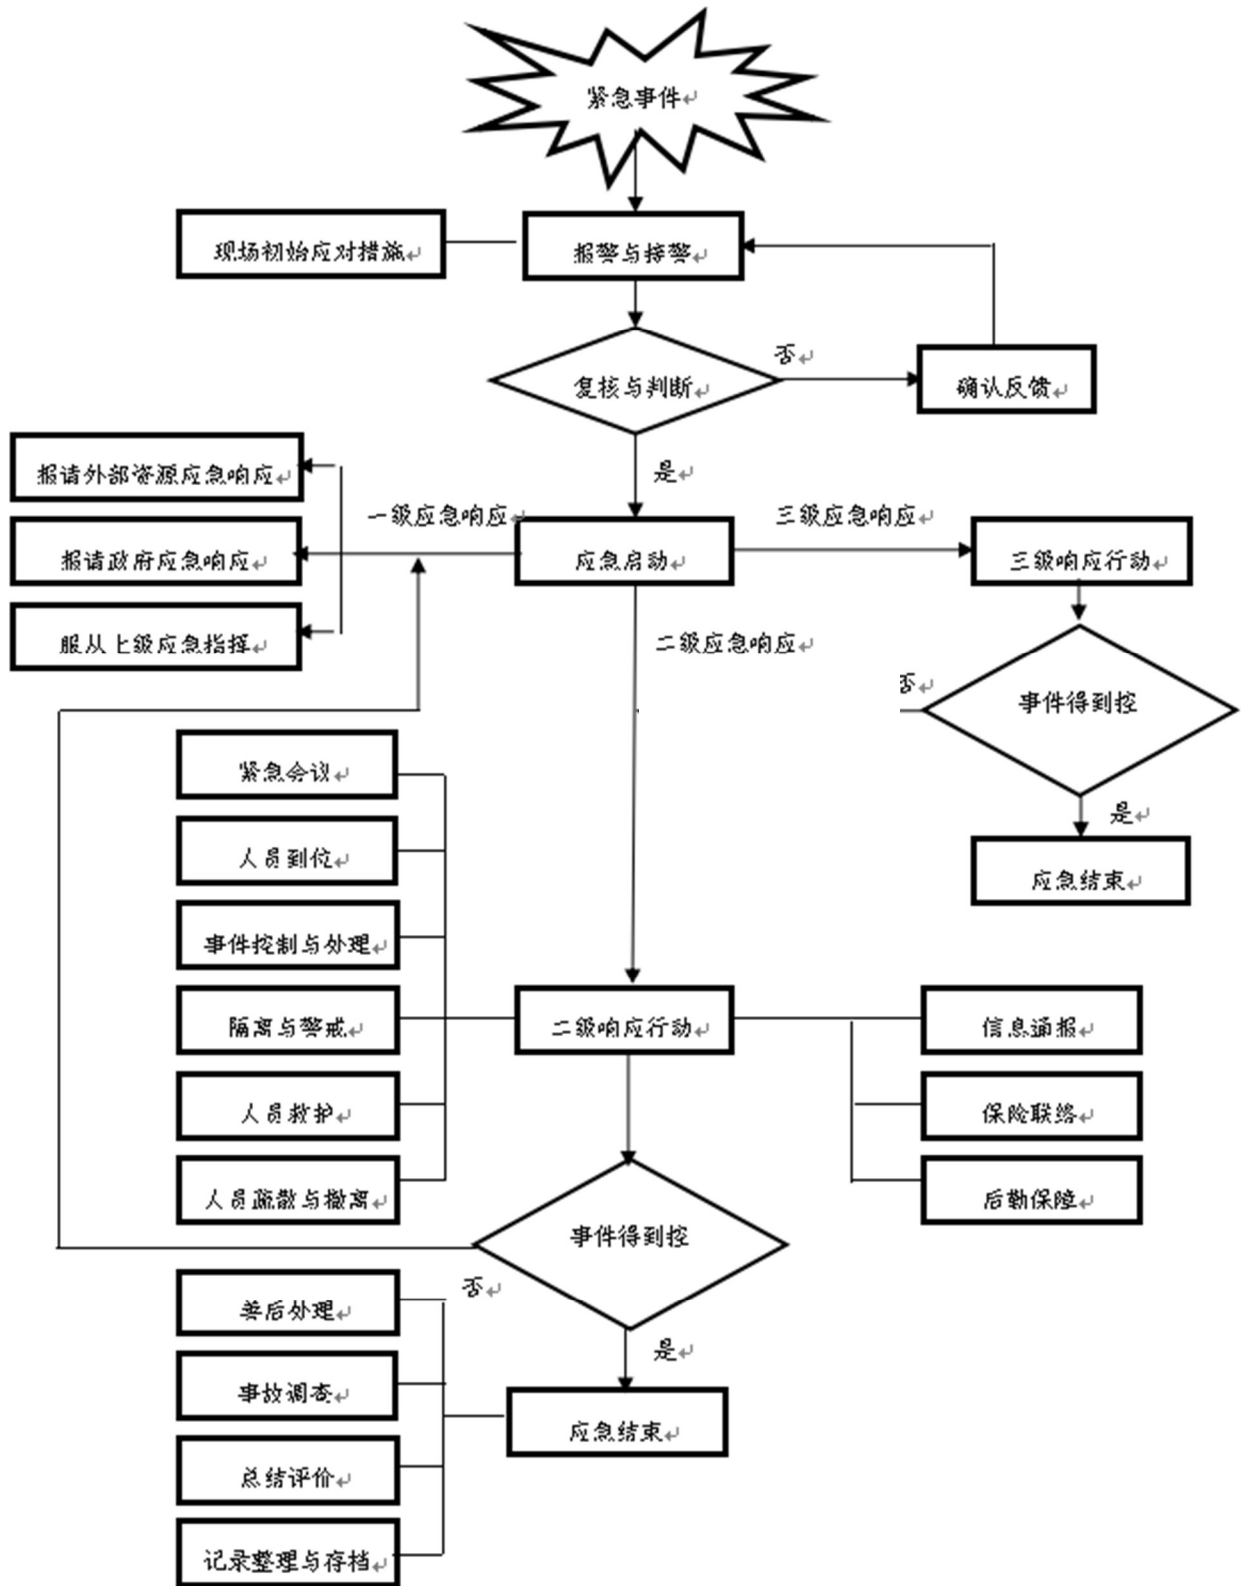 紧急事件
现场初始应对措施
报警与接警
否
复核与判断
确认反馈
报请外部资源应急响应
是
一级应急响应
三级应急响应
报请政府应急响应
应急启动
三级响应行动
服从上级应急指挥
二级应急响应
否
事件得到控
紧急会议
是
人员到位
应急结束
事件控制与处理
隔离与警戒
二级响应行动
信息通报
人员救护
保险联络
人员疏散与撤离
后勤保障
事件得到控
否
善后处理
是
事故调查
应急结束
总结评价
记录整理与存档